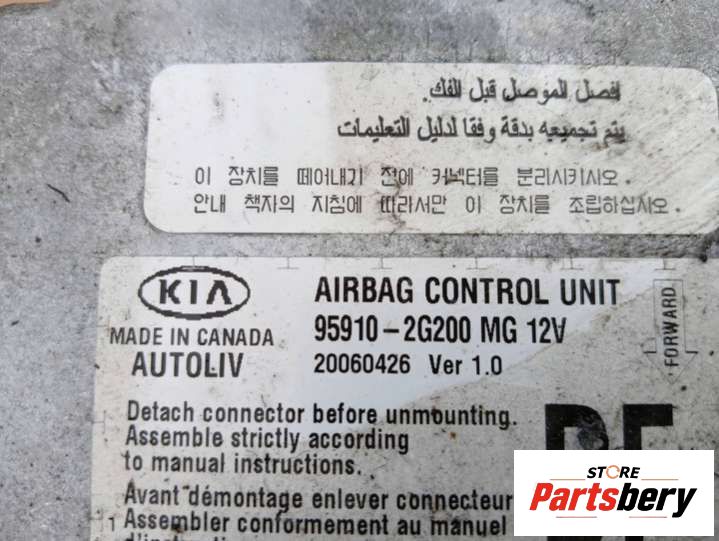 افصل الموصل قبل الفك.
يتم تجميعه بدقة وفقا لدليل التعليمات
이 장치를 떼어내기 전에 커넥터를 분리시키시오.
안내 책자의 지침에 따라서만 이 장치를 조립하십시오.
KIA
AIRBAG CONTROL UNIT
MADE IN CANADA
95910-2G200 MG 12V
AUTOLIV
20060426 Ver 1.0
FORWARD
Detach connector before unmounting.
Assemble strictly according
to manual instructions.
Avant démontage enlever connecteur
Assembler conformement au manuel
d'instruction
STORE
Partsbery